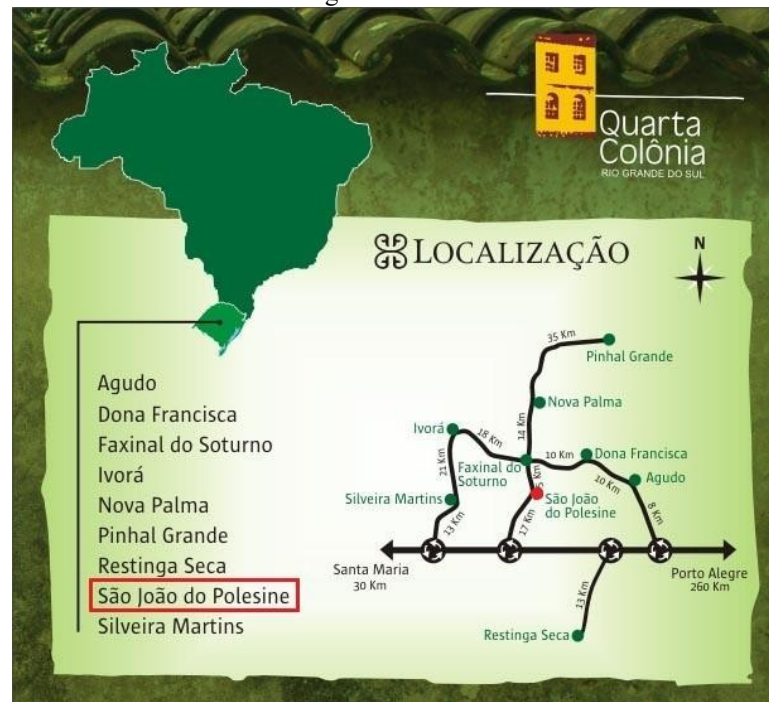 Quarta
Colônia
RIO GRANDE DO SUL
LOCALIZAÇÃO
N
Agudo
Dona Francisca
Faxinal do Soturno
Ivorá
Nova Palma
Pinhal Grande
Restinga Seca
São João do Polesine
Silveira Martins
35 Km
Pinhal Grande
Nova Palma
14 Km
Ivorá
18 Km
21 Km
Faxinal do
Soturno
10 Km
Dona Francisca
5 Km
10 Km
Agudo
Silveira Martins
São João
do Polesine
13 Km
17 Km
8 Km
Santa Maria
30 Km
Porto Alegre
260 Km
13 Km
Restinga Seca